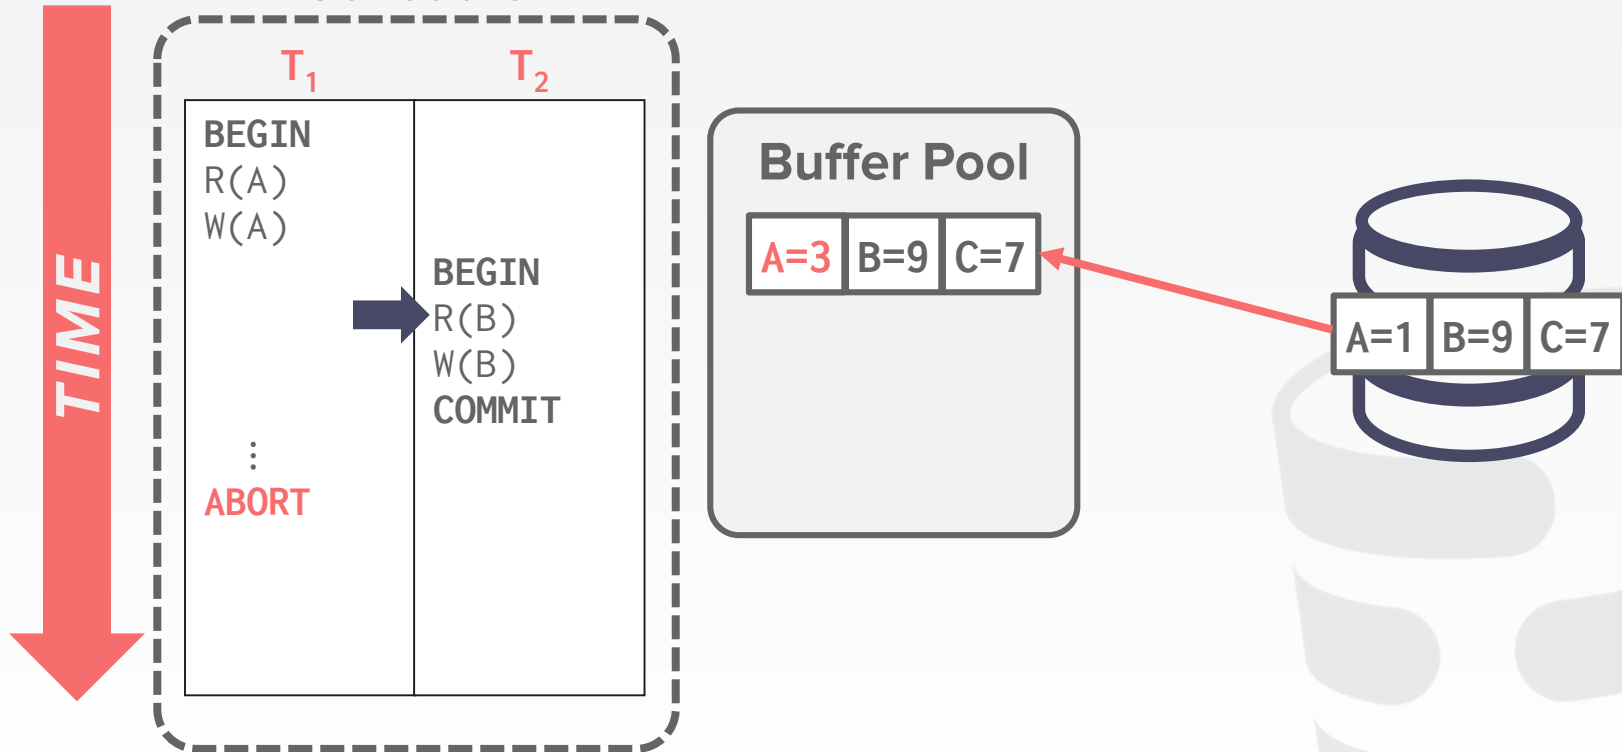 TIME
T1
T2
BEGIN
R(A)
W(A)
⋮
ABORT
BEGIN
R(B)
W(B)
COMMIT
Buffer Pool
A=3 B=9 C=7
A=1 B=9 C=7